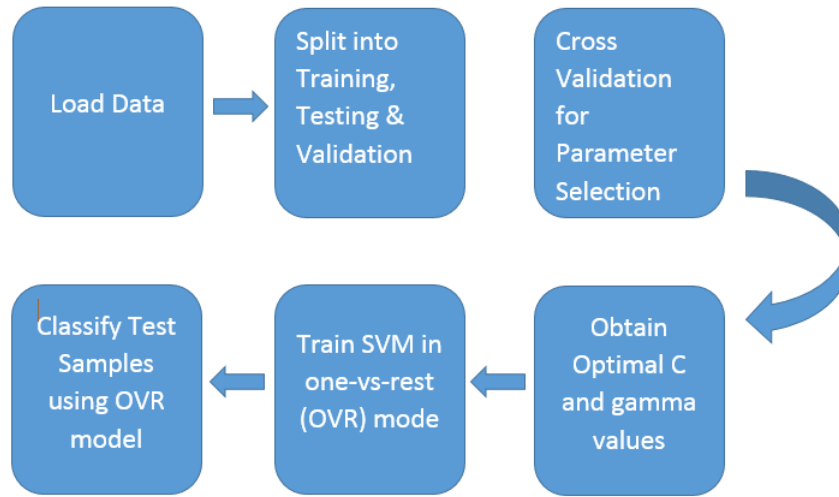 Load Data
Split into
Training,
Testing &
Validation
Cross
Validation
for
Parameter
Selection
Obtain
Optimal C
and gamma
values
Train SVM in
one-vs-rest
(OVR) mode
Classify Test
Samples
using OVR
model